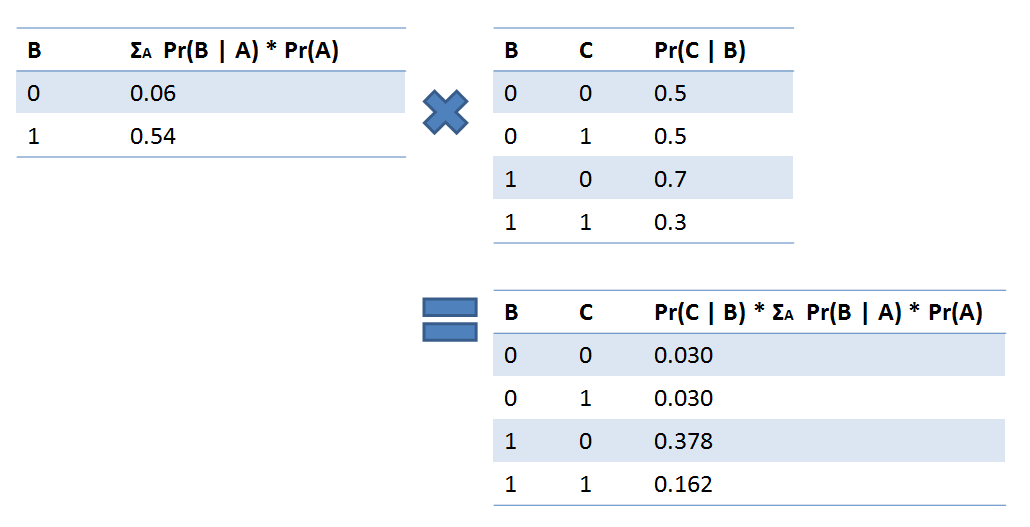 B ΣA Pr(B | A) * Pr(A)
0 0.06
1 0.54
B C Pr(C | B)
0 0 0.5
0 1 0.5
1 0 0.7
1 1 0.3
B C Pr(C | B) * ΣA Pr(B | A) * Pr(A)
0 0 0.030
0 1 0.030
1 0 0.378
1 1 0.162